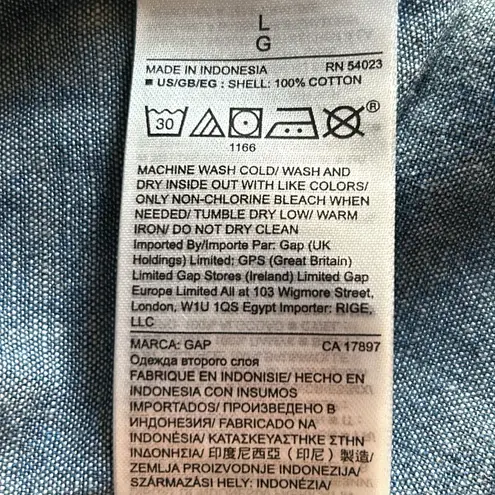 L
G
MADE IN INDONESIA RN 54023
■ US/GB/EG : SHELL: 100% COTTON
30 ®
1166
MACHINE WASH COLD/ WASH AND
DRY INSIDE OUT WITH LIKE COLORS/
ONLY NON-CHLORINE BLEACH WHEN
NEEDED/ TUMBLE DRY LOW/ WARM
IRON/ DO NOT DRY CLEAN
Imported By/Importe Par: Gap (UK
Holdings) Limited; GPS (Great Britain)
Limited Gap Stores (Ireland) Limited Gap
Europe Limited All at 103 Wigmore Street,
London, W1U 1QS Egypt Importer: RIGE,
LLC
MARCA: GAP CA 17897
Одежда второго слоя
FABRIQUE EN INDONISIE/ HECHO EN
INDONESIA CON INSUMOS
IMPORTADOS/ ПРОИЗВЕДЕНО В
ИНДОНЕЗИЯ/ FABRICADO NA
INDONÉSIA/ ΚΑΤΑΣΚΕΥΑΣΤΗΚΕ ΣΤΗΝ
ΙΝΔΟΝΗΣΙΑ/ 印度尼西亞（印尼）製造/
ZEMLJA PROIZVODNJE INDONEZIJA/
SZÁRMAZÁSI HELY: INDONÉZIA/